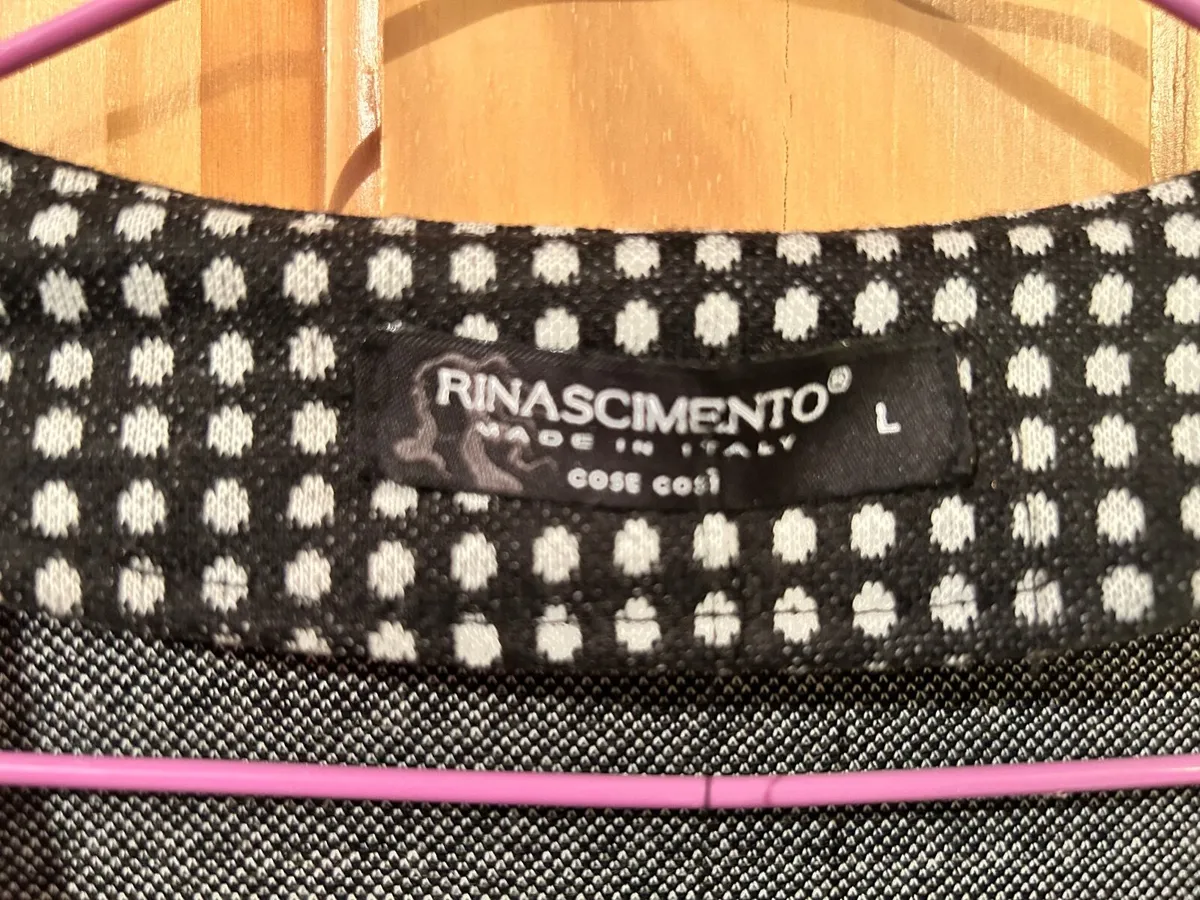 RINASCIMENTO®
MADE IN ITALY
COSE COSÌ
L